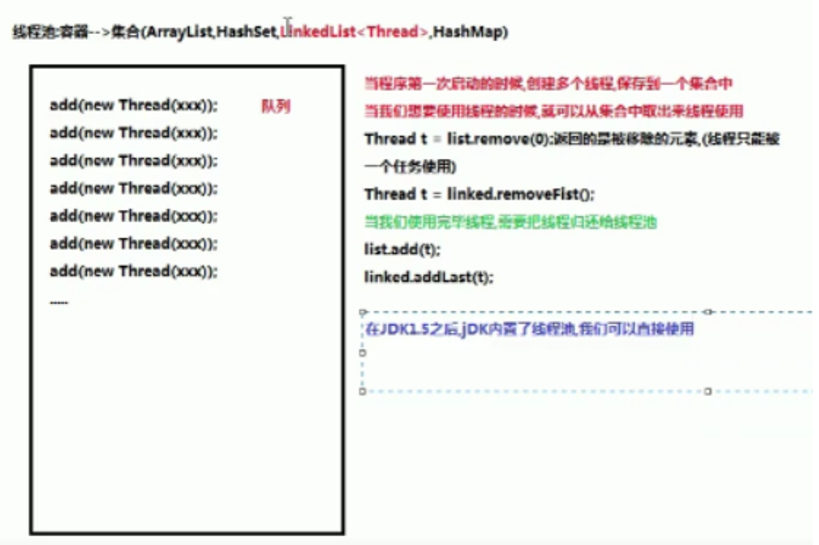 线程池:容器-->集合(ArrayList,HashSet,LinkedList<Thread>,HashMap)
add(new Thread(xxx)); 队列
add(new Thread(xxx));
add(new Thread(xxx));
add(new Thread(xxx));
add(new Thread(xxx));
add(new Thread(xxx));
add(new Thread(xxx));
.....
当程序第一次启动的时候,创建多个线程,保存到一个集合中
当我们想要使用线程的时候,就可以从集合中取出来线程使用
Thread t = list.remove(0);返回的是被移除的元素,(线程只能被
一个任务使用)
Thread t = linked.removeFist();
当我们使用完毕线程,需要把线程归还给线程池
list.add(t);
linked.addLast(t);
在JDK1.5之后,JDK内置了线程池,我们可以直接使用